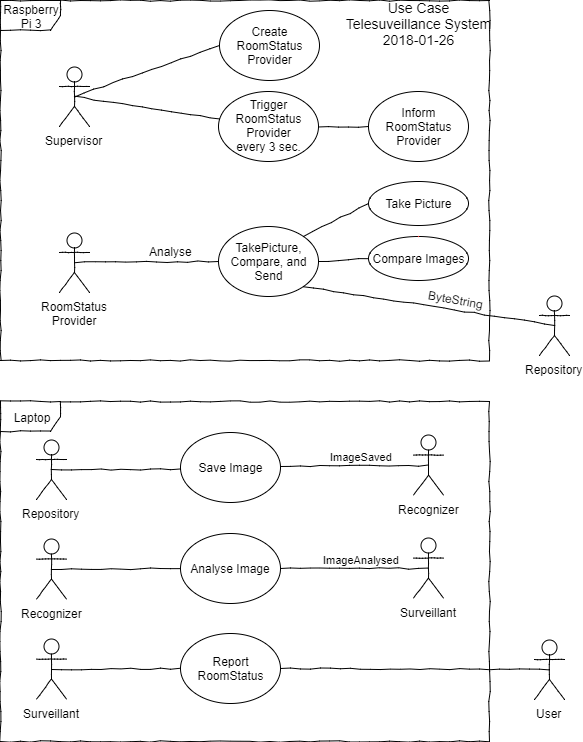 Raspberry
Pi 3
Use Case
Telesuveillance System
2018-01-26
Create
RoomStatus
Provider
Supervisor
Trigger
RoomStatus
Provider
every 3 sec.
Inform
RoomStatus
Provider
Take Picture
Analyse
TakePicture,
Compare, and
Send
Compare Images
RoomStatus
Provider
ByteString
Repository
Laptop
Save Image
ImageSaved
Repository
Recognizer
Analyse Image
ImageAnalysed
Recognizer
Surveillant
Report
RoomStatus
Surveillant
User